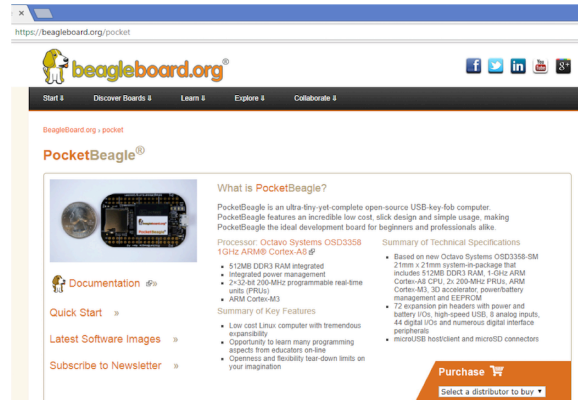 https://beagleboard.org/pocket
beagleboard.org®
Start ⇓ Discover Boards ⇓ Learn ⇓ Explore ⇓ Collaborate ⇓
BeagleBoard.org › pocket
PocketBeagle®
What is PocketBeagle?
PocketBeagle is an ultra-tiny-yet-complete open-source USB-key-fob computer.
PocketBeagle features an incredible low cost, slick design and simple usage, making
PocketBeagle the ideal development board for beginners and professionals alike.
Processor: Octavo Systems OSD3358
1GHz ARM® Cortex-A8
• 512MB DDR3 RAM integrated
• Integrated power management
• 2×32-bit 200-MHz programmable real-time
units (PRUs)
• ARM Cortex-M3
Summary of Key Features
• Low cost Linux computer with tremendous
expansibility
• Opportunity to learn many programming
aspects from educators on-line
• Openness and flexibility tear-down limits on
your imagination
Summary of Technical Specifications
• Based on new Octavo Systems OSD3358-SM
21mm x 21mm system-in-package that
includes 512MB DDR3 RAM, 1-GHz ARM
Cortex-A8 CPU, 2x 200-MHz PRUs, ARM
Cortex-M3, 3D accelerator, power/battery
management and EEPROM
• 72 expansion pin headers with power and
battery I/Os, high-speed USB, 8 analog inputs,
44 digital I/Os and numerous digital interface
peripherals
• microUSB host/client and microSD connectors
Documentation »
Quick Start »
Latest Software Images »
Subscribe to Newsletter »
Purchase
Select a distributor to buy